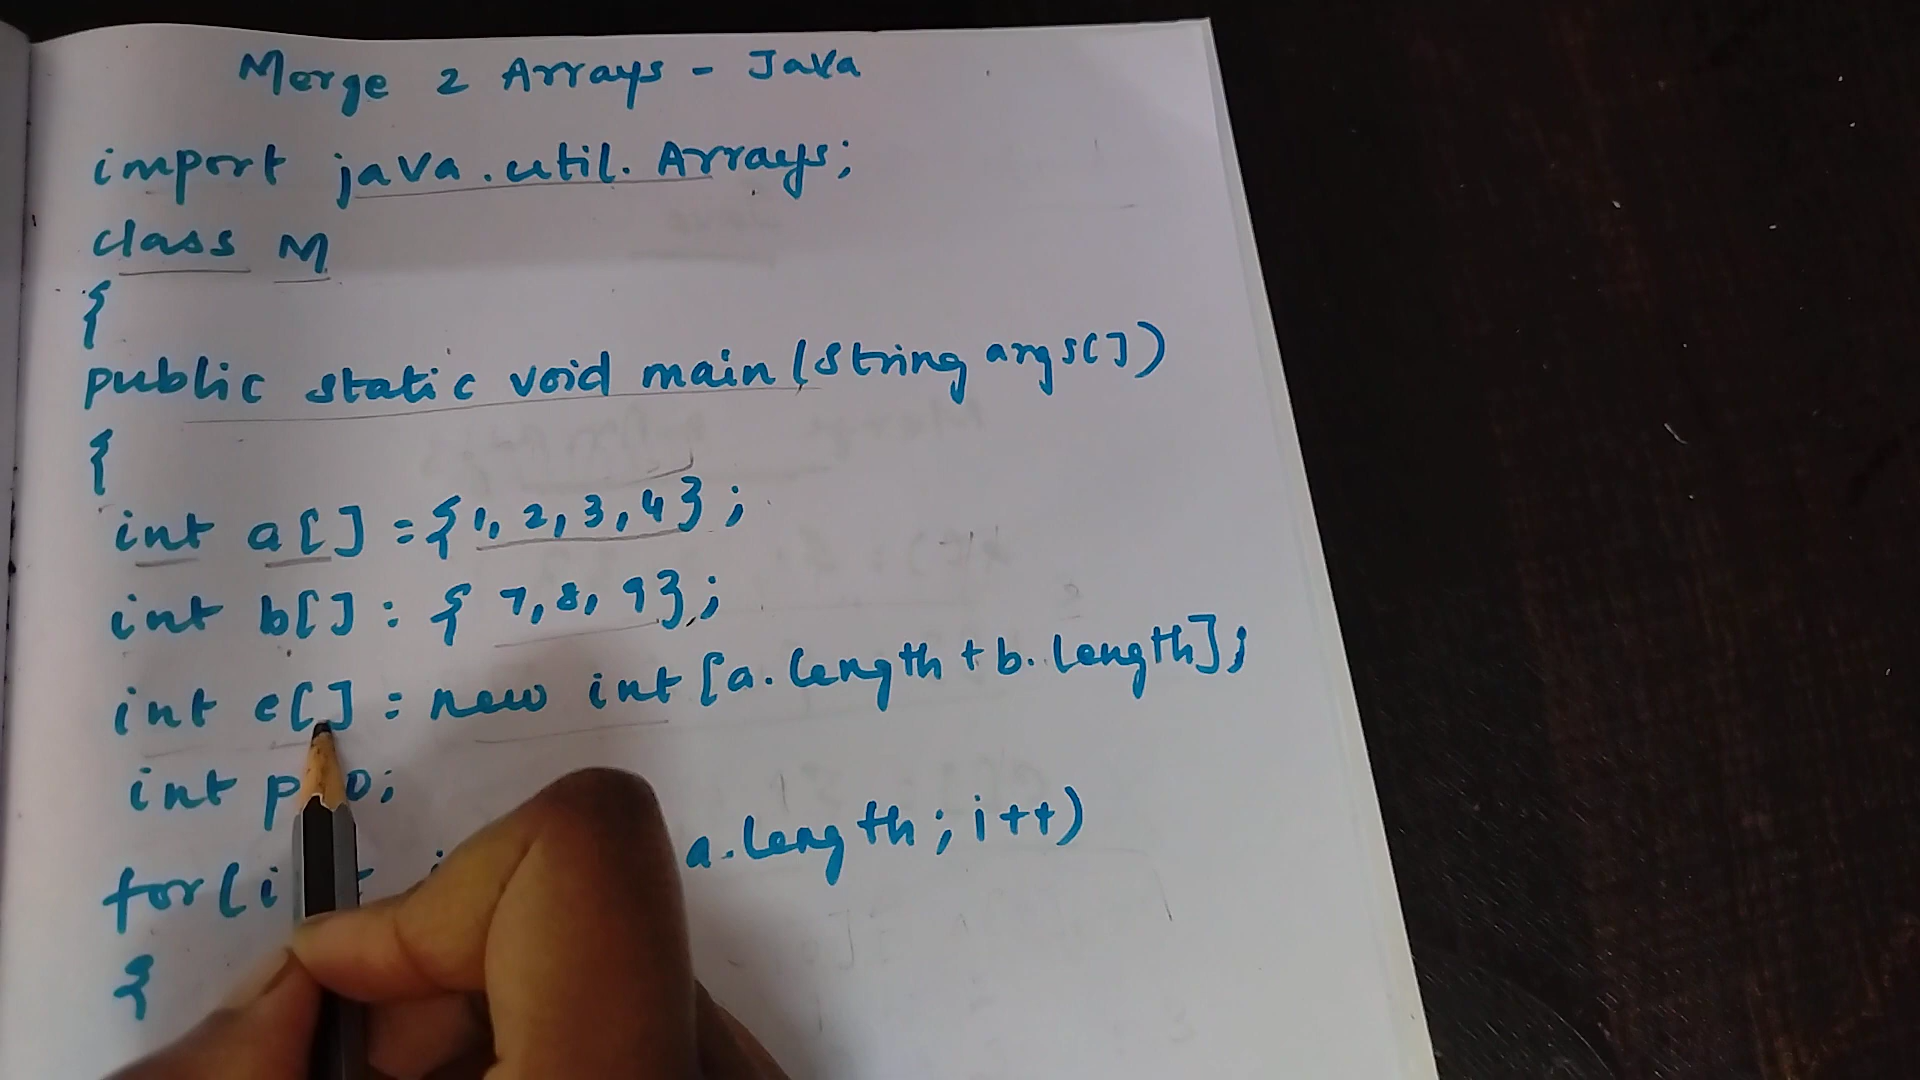 Merge 2 Arrays - Java
import java.util.Arrays;
class M
{
public static void main(String args[])
{
int a[] = {1, 2, 3, 4};
int b[] = {7, 8, 9};
int c[] = new int[a.length + b.length];
int p 0;
for(i a.length; i++)
{